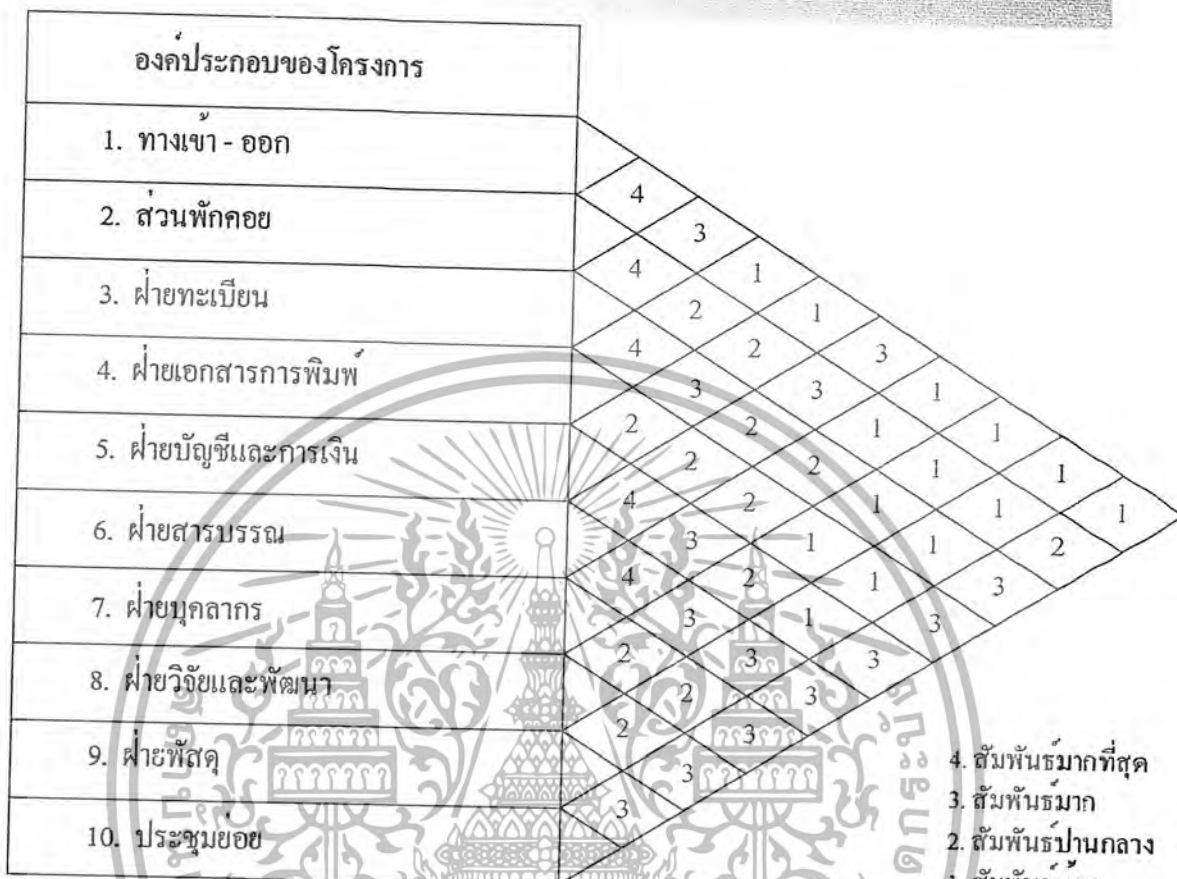 องค์ประกอบของโครงการ
1. ทางเข้า - ออก
2. ส่วนพักคอย
3. ฝ่ายทะเบียน
4. ฝ่ายเอกสารการพิมพ์
5. ฝ่ายบัญชีและการเงิน
6. ฝ่ายสารบรรณ
7. ฝ่ายบุคลากร
8. ฝ่ายวิจัยและพัฒนา
9. ฝ่ายพัสดุ
10. ประชุมย่อย
4 3 1 1 3 1 1 1 1
4 2 2 3 1 1 1 2
4 3 2 2 1 1 3
2 2 2 1 1 3
4 3 2 1 3
4 3 3 3
2 2 3
2 3
3
4. สัมพันธ์มากที่สุด
3. สัมพันธ์มาก
2. สัมพันธ์ปานกลาง